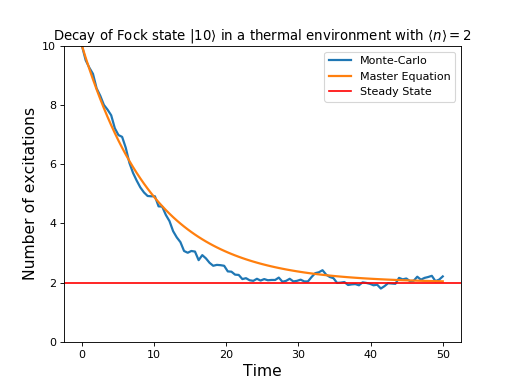 Decay of Fock state |10⟩ in a thermal environment with ⟨n⟩ = 2
10
8
6
4
2
0
Number of excitations
Monte-Carlo
Master Equation
Steady State
0 10 20 30 40 50
Time